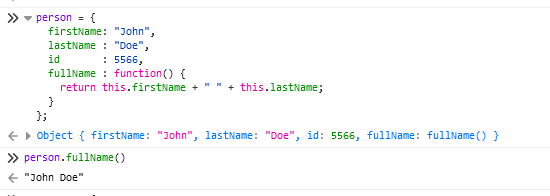 person = {
firstName: "John",
lastName : "Doe",
id : 5566,
fullName : function() {
return this.firstName + " " + this.lastName;
}
};
Object { firstName: "John", lastName: "Doe", id: 5566, fullName: fullName() }
person.fullName()
"John Doe"